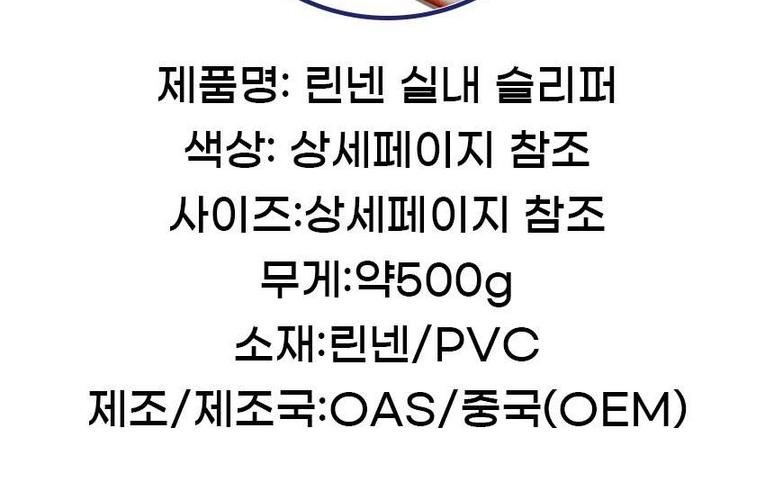 제품명: 린넨 실내 슬리퍼
색상: 상세페이지 참조
사이즈:상세페이지 참조
무게:약500g
소재:린넨/PVC
제조/제조국:OAS/중국(OEM)